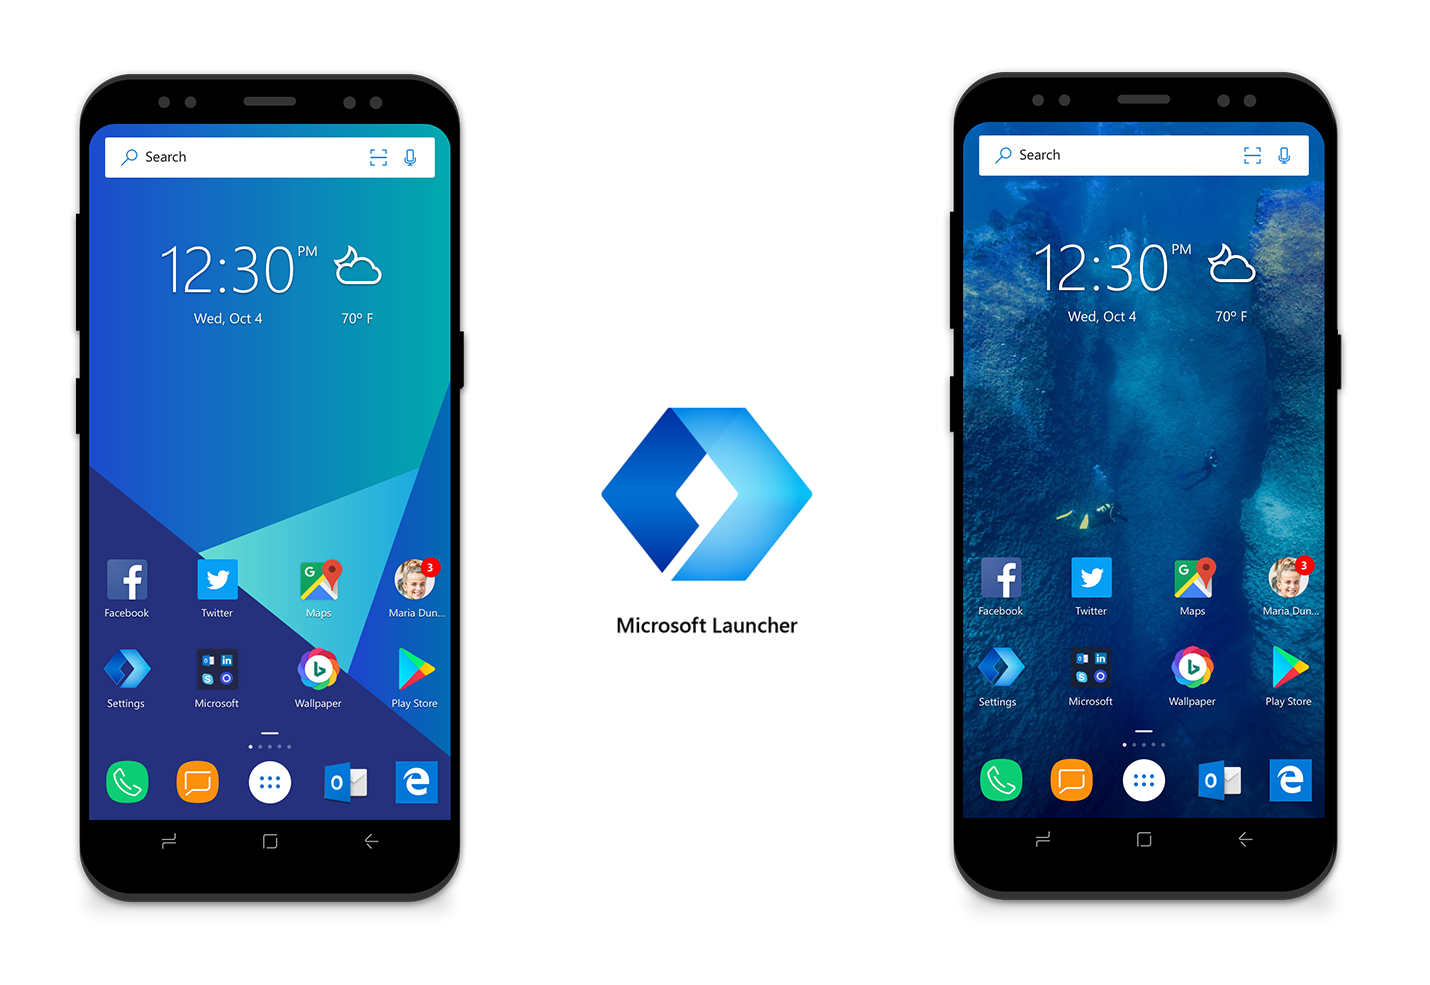 Search
12:30 PM
Wed, Oct 4
70° F
G
3
Facebook
Twitter
Maps
Maria Dun...
in
Settings
Microsoft
Wallpaper
Play Store
Microsoft Launcher
Search
12:30 PM
Wed, Oct 4
70° F
G
3
Facebook
Twitter
Maps
Maria Dun...
in
Settings
Microsoft
Wallpaper
Play Store